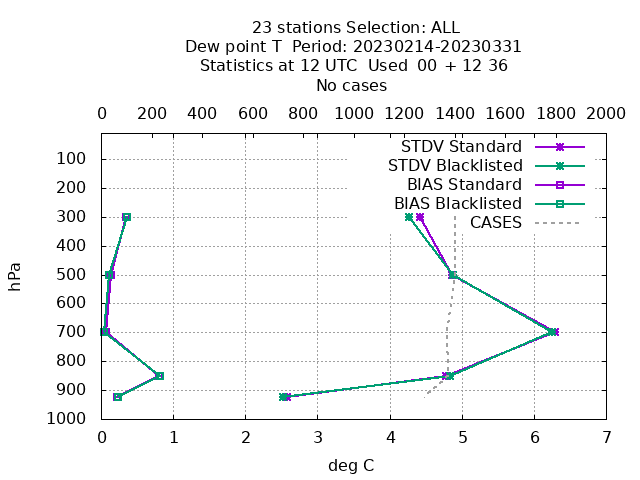 23 stations Selection: ALL
Dew point T  Period: 20230214-20230331
Statistics at 12 UTC  Used  00 + 12 36
No cases
0 200 400 600 800 1000 1200 1400 1600 1800 2000
STDV Standard
STDV Blacklisted
BIAS Standard
BIAS Blacklisted
CASES
hPa
100
200
300
400
500
600
700
800
900
1000
0 1 2 3 4 5 6 7
deg C